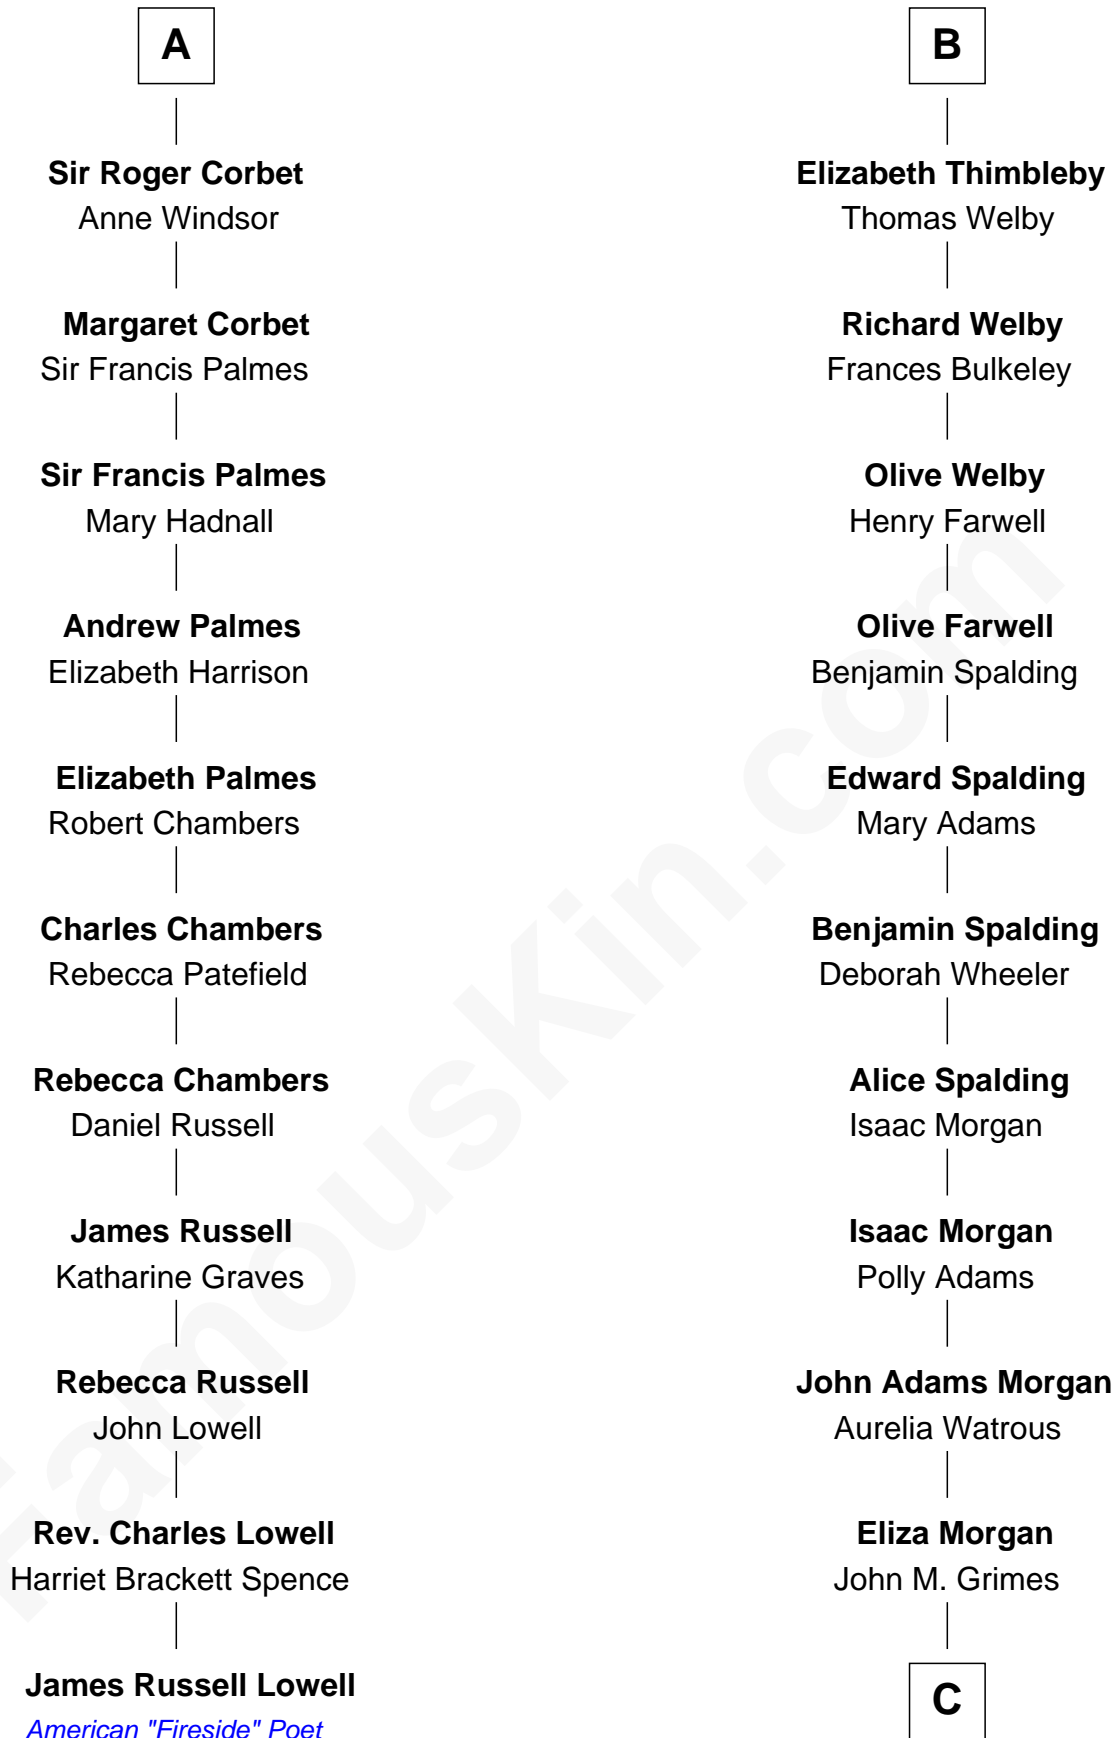 A
Sir Roger Corbet
Anne Windsor
Margaret Corbet
Sir Francis Palmes
Sir Francis Palmes
Mary Hadnall
Andrew Palmes
Elizabeth Harrison
Elizabeth Palmes
Robert Chambers
Charles Chambers
Rebecca Patefield
Rebecca Chambers
Daniel Russell
James Russell
Katharine Graves
Rebecca Russell
John Lowell
Rev. Charles Lowell
Harriet Brackett Spence
James Russell Lowell
American "Fireside" Poet
B
Elizabeth Thimbleby
Thomas Welby
Richard Welby
Frances Bulkeley
Olive Welby
Henry Farwell
Olive Farwell
Benjamin Spalding
Edward Spalding
Mary Adams
Benjamin Spalding
Deborah Wheeler
Alice Spalding
Isaac Morgan
Isaac Morgan
Polly Adams
John Adams Morgan
Aurelia Watrous
Eliza Morgan
John M. Grimes
C
FamousKin.com